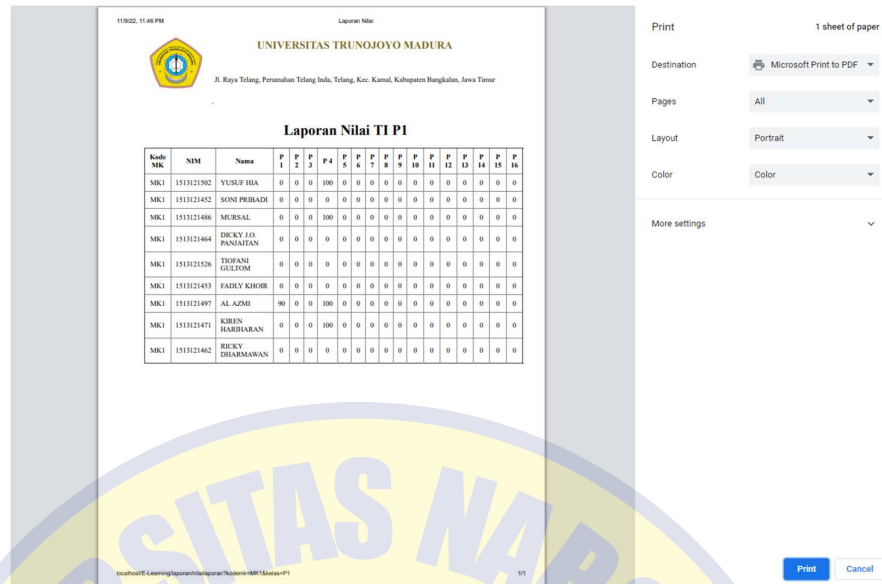 11/9/22, 11:46 PM Laporan Nilai
UNIVERSITAS TRUNOJOYO MADURA
Jl. Raya Telang, Perumahan Telang Inda, Telang, Kec. Kamal, Kabupaten Bangkalan, Jawa Timur
Laporan Nilai TI P1
Kode MK NIM Nama P 1 P 2 P 3 P 4 P 5 P 6 P 7 P 8 P 9 P 10 P 11 P 12 P 13 P 14 P 15 P 16
MK1 1513121502 YUSUF HIA 0 0 0 100 0 0 0 0 0 0 0 0 0 0 0 0
MK1 1513121452 SONI PRIBADI 0 0 0 0 0 0 0 0 0 0 0 0 0 0 0 0
MK1 1513121486 MURSAL 0 0 0 100 0 0 0 0 0 0 0 0 0 0 0 0
MK1 1513121464 DICKY J.O. PANJAITAN 0 0 0 0 0 0 0 0 0 0 0 0 0 0 0 0
MK1 1513121526 TIOFANI GULTOM 0 0 0 0 0 0 0 0 0 0 0 0 0 0 0 0
MK1 1513121453 FADLY KHOIR 0 0 0 0 0 0 0 0 0 0 0 0 0 0 0 0
MK1 1513121497 AL AZMI 90 0 0 100 0 0 0 0 0 0 0 0 0 0 0 0
MK1 1513121471 KIREN HARIHARAN 0 0 0 100 0 0 0 0 0 0 0 0 0 0 0 0
MK1 1513121462 RICKY DHARMAWAN 0 0 0 0 0 0 0 0 0 0 0 0 0 0 0 0
localhost/E-Learning/laporan/nilai/laporan?kodemk=MK1&kelas=P1 1/1
Print 1 sheet of paper
Destination Microsoft Print to PDF
Pages All
Layout Portrait
Color Color
More settings
Print Cancel